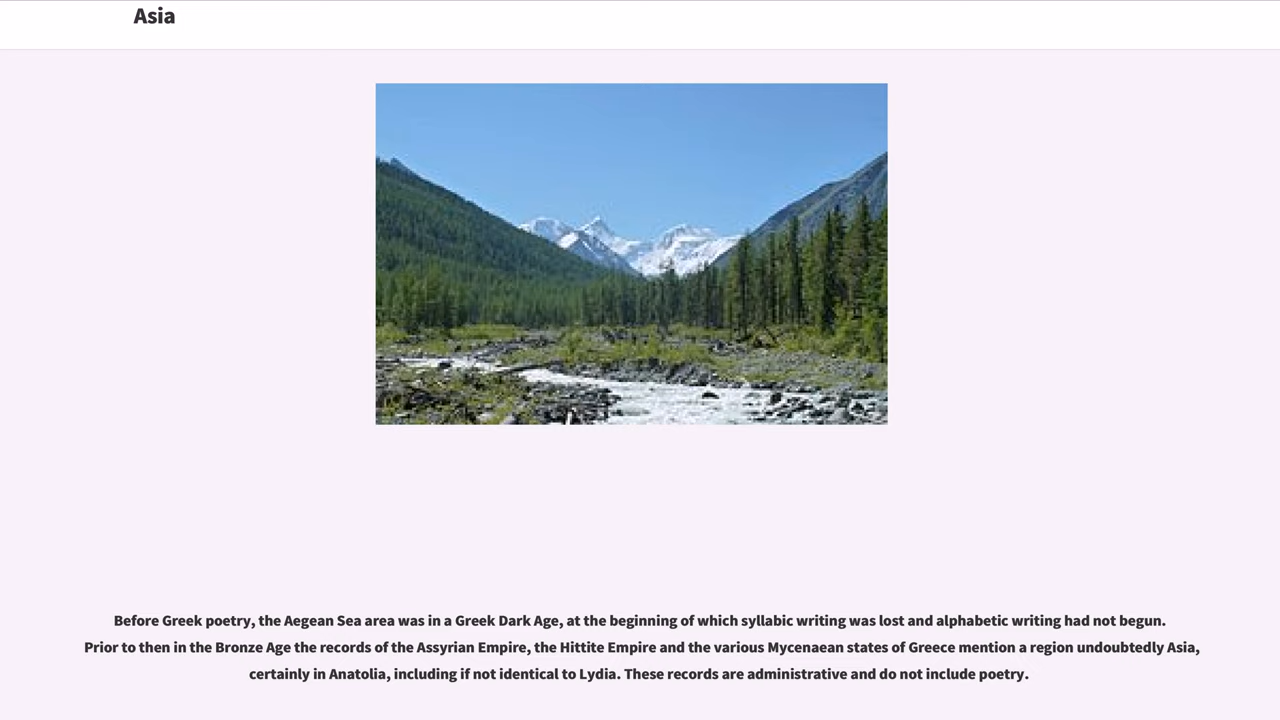 Asia
Before Greek poetry, the Aegean Sea area was in a Greek Dark Age, at the beginning of which syllabic writing was lost and alphabetic writing had not begun.
Prior to then in the Bronze Age the records of the Assyrian Empire, the Hittite Empire and the various Mycenaean states of Greece mention a region undoubtedly Asia,
certainly in Anatolia, including if not identical to Lydia. These records are administrative and do not include poetry.